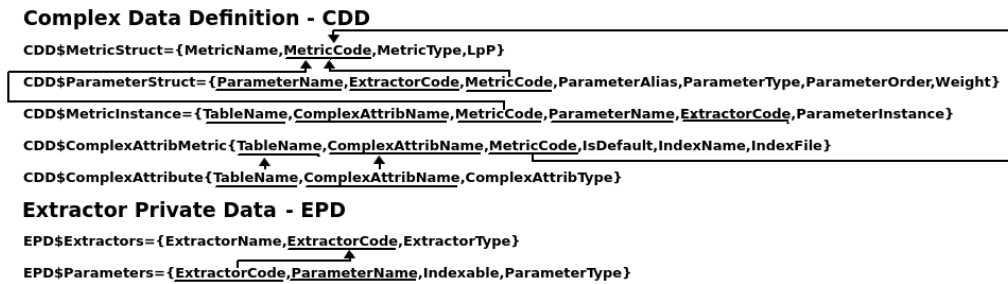 Complex Data Definition - CDD
CDD$MetricStruct={MetricName,MetricCode,MetricType,LpP}
CDD$ParameterStruct={ParameterName,ExtractorCode,MetricCode,ParameterAlias,ParameterType,ParameterOrder,Weight}
CDD$MetricInstance={TableName,ComplexAttribName,MetricCode,ParameterName,ExtractorCode,ParameterInstance}
CDD$ComplexAttribMetric{TableName,ComplexAttribName,MetricCode,IsDefault,IndexName,IndexFile}
CDD$ComplexAttribute{TableName,ComplexAttribName,ComplexAttribType}
Extractor Private Data - EPD
EPD$Extractors={ExtractorName,ExtractorCode,ExtractorType}
EPD$Parameters={ExtractorCode,ParameterName,Indexable,ParameterType}